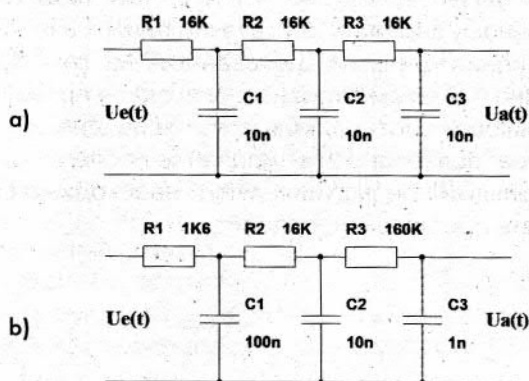 R1 16K R2 16K R3 16K
Ue(t) C1 C2 C3 Ua(t)
a) 10n 10n 10n
R1 1K6 R2 16K R3 160K
Ue(t) C1 C2 C3 Ua(t)
b) 100n 10n 1n